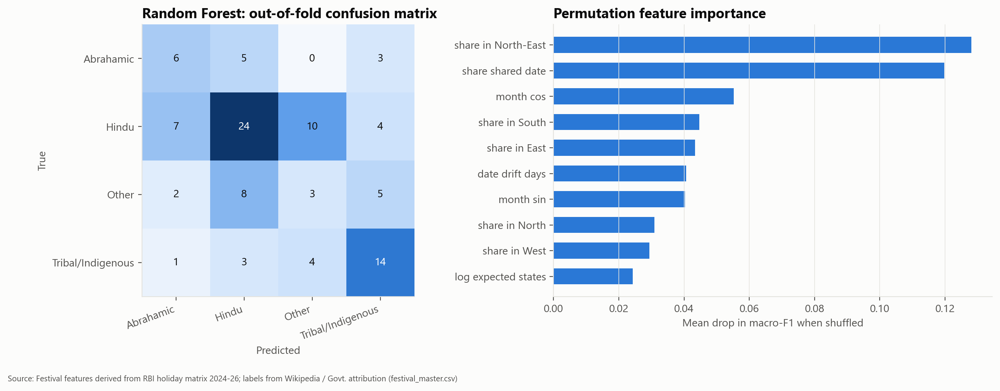 Random Forest: out-of-fold confusion matrix
True
Abrahamic 6 5 0 3
Hindu 7 24 10 4
Other 2 8 3 5
Tribal/Indigenous 1 3 4 14
Abrahamic Hindu Other Tribal/Indigenous
Predicted
Permutation feature importance
share in North-East
share shared date
month cos
share in South
share in East
date drift days
month sin
share in North
share in West
log expected states
0.00 0.02 0.04 0.06 0.08 0.10 0.12
Mean drop in macro-F1 when shuffled
Source: Festival features derived from RBI holiday matrix 2024-26; labels from Wikipedia / Govt. attribution (festival_master.csv)